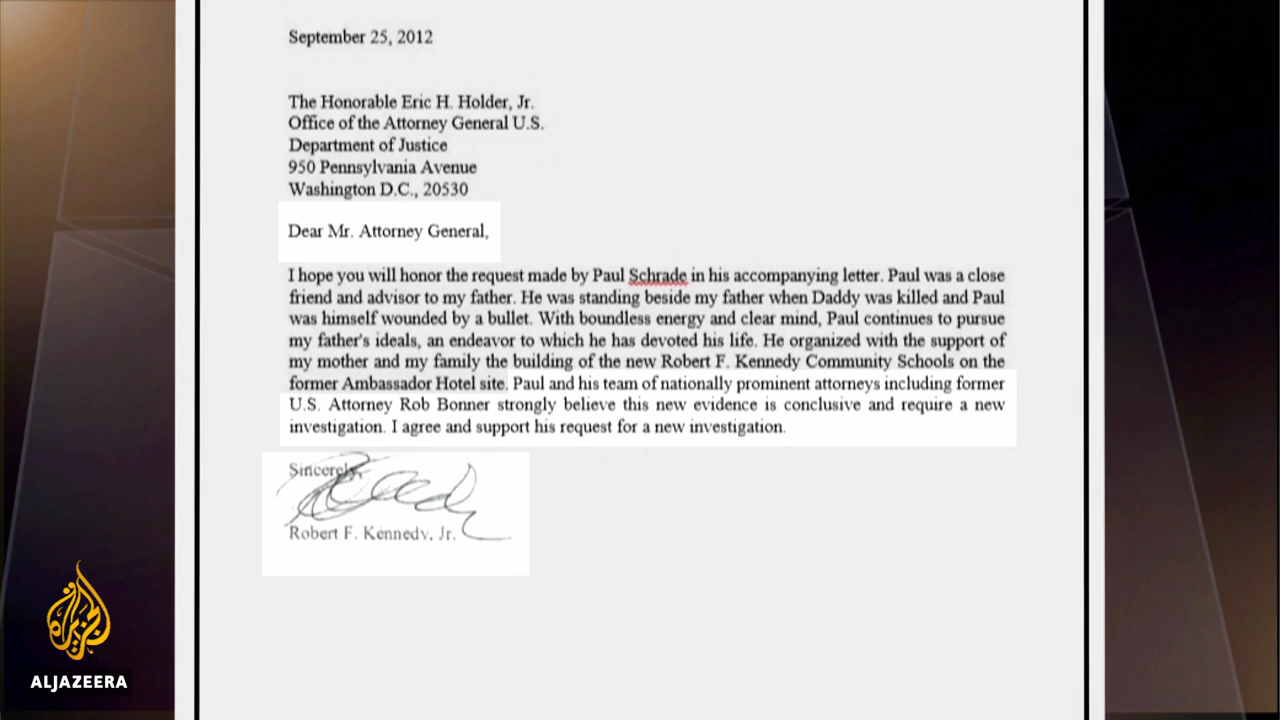 September 25, 2012
The Honorable Eric H. Holder, Jr.
Office of the Attorney General U.S.
Department of Justice
950 Pennsylvania Avenue
Washington D.C., 20530
Dear Mr. Attorney General,
I hope you will honor the request made by Paul Schrade in his accompanying letter. Paul was a close
friend and advisor to my father. He was standing beside my father when Daddy was killed and Paul
was himself wounded by a bullet. With boundless energy and clear mind, Paul continues to pursue
my father's ideals, an endeavor to which he has devoted his life. He organized with the support of
my mother and my family the building of the new Robert F. Kennedy Community Schools on the
former Ambassador Hotel site. Paul and his team of nationally prominent attorneys including former
U.S. Attorney Rob Bonner strongly believe this new evidence is conclusive and require a new
investigation. I agree and support his request for a new investigation.
Sincerely,
Robert F. Kennedy, Jr.
الجزيرة
ALJAZEERA